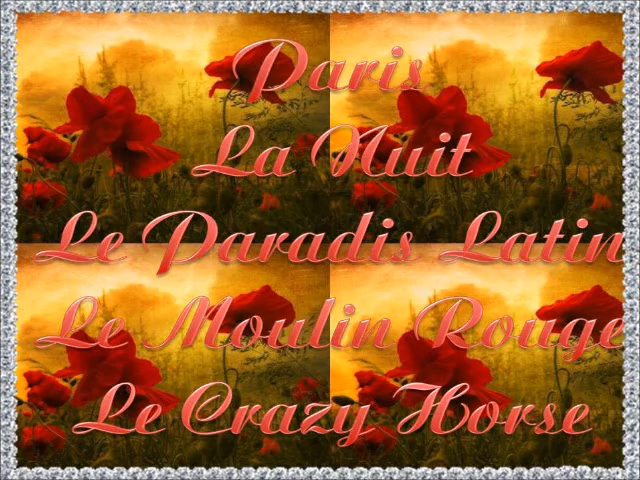 Paris
La Nuit
Le Paradis Latin
Le Moulin Rouge
Le Crazy Horse